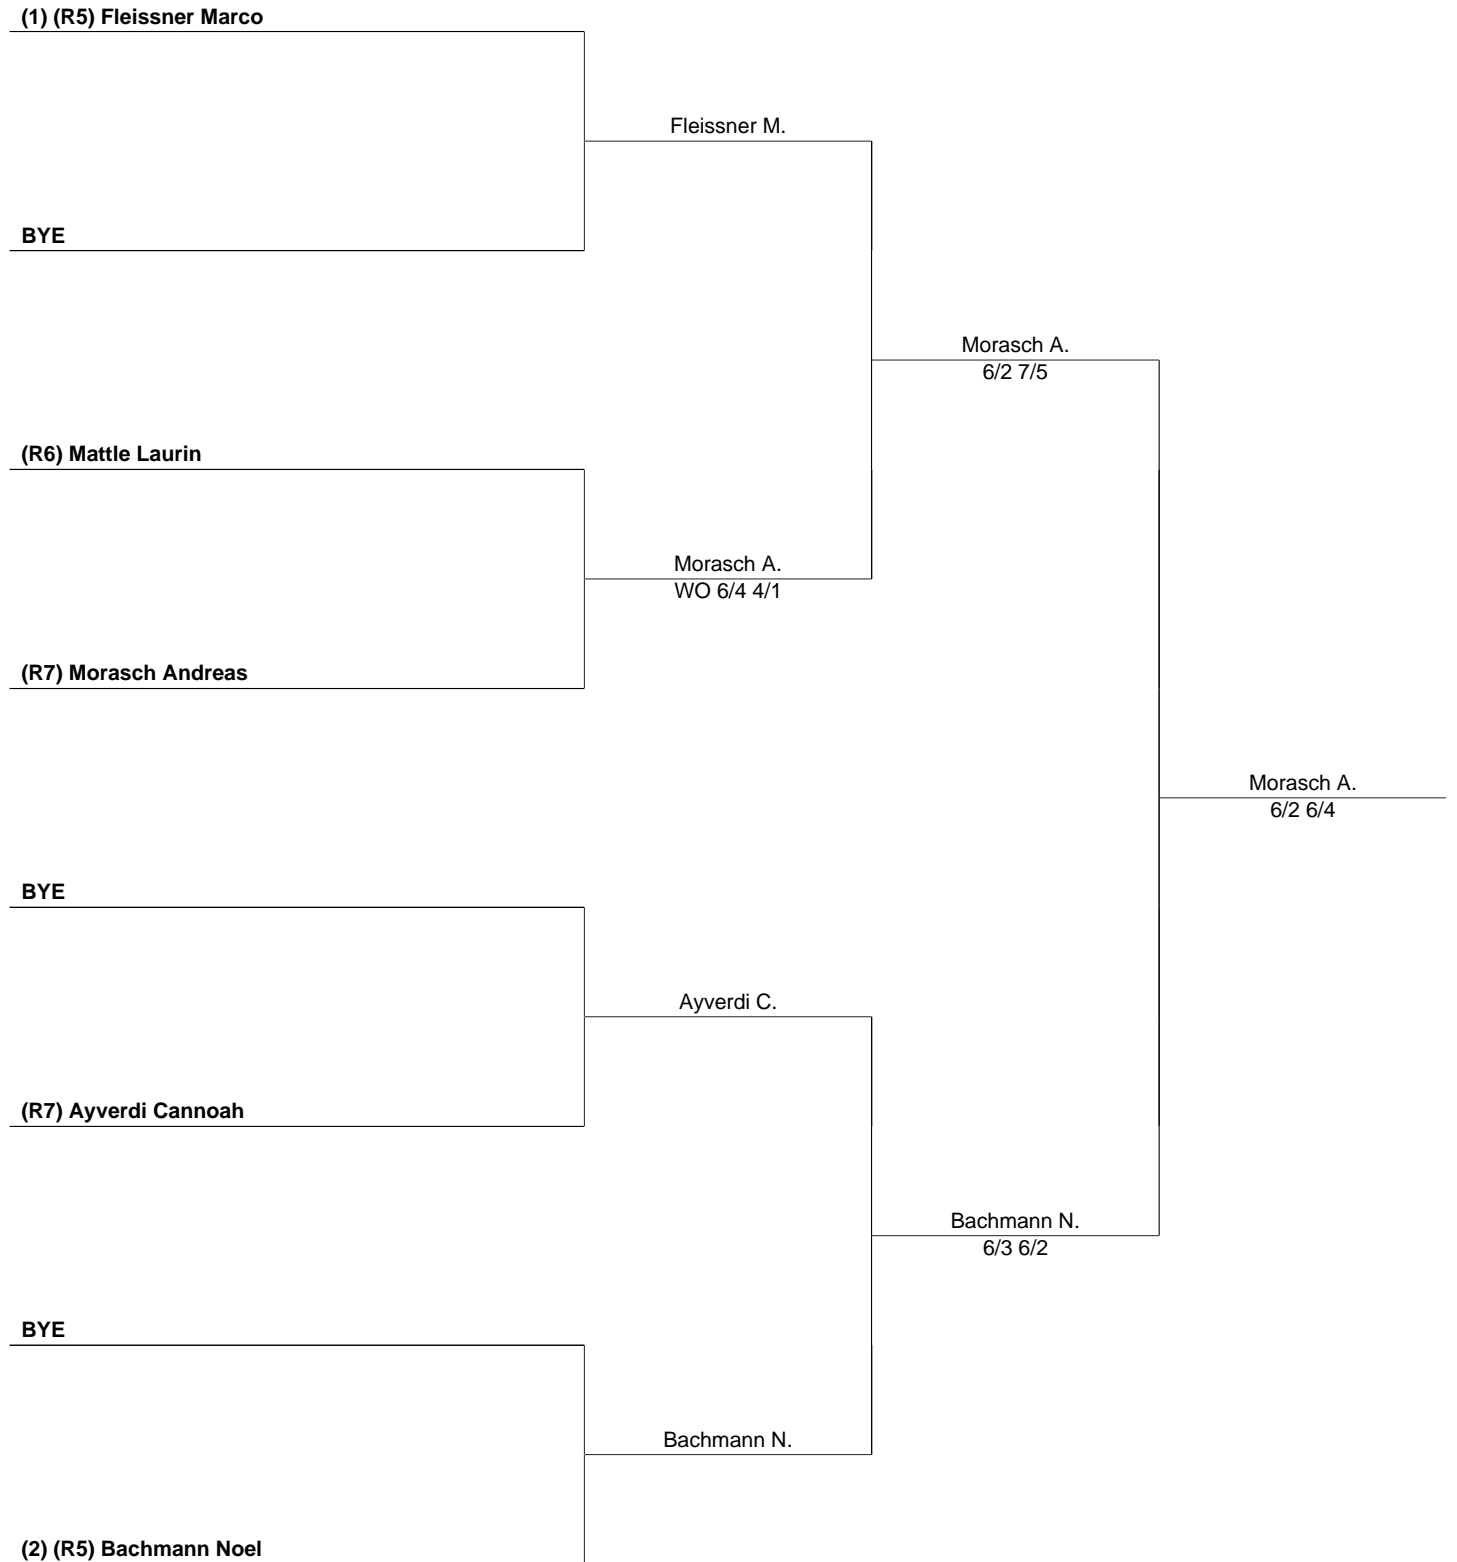 (1) (R5) Fleissner Marco
Fleissner M.
BYE
Morasch A.
6/2 7/5
(R6) Mattle Laurin
Morasch A.
WO 6/4 4/1
(R7) Morasch Andreas
Morasch A.
6/2 6/4
BYE
Ayverdi C.
(R7) Ayverdi Cannoah
Bachmann N.
6/3 6/2
BYE
Bachmann N.
(2) (R5) Bachmann Noel